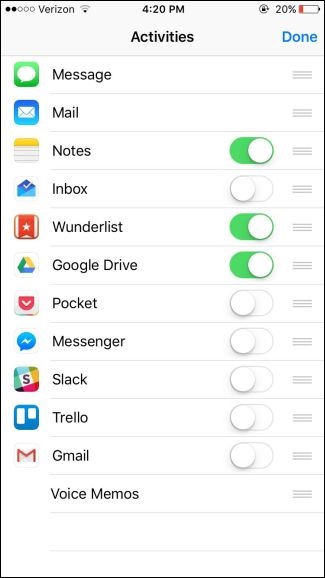 Verizon 4:20 PM 20%
Activities Done
Message
Mail
Notes
Inbox
Wunderlist
Google Drive
Pocket
Messenger
Slack
Trello
Gmail
Voice Memos